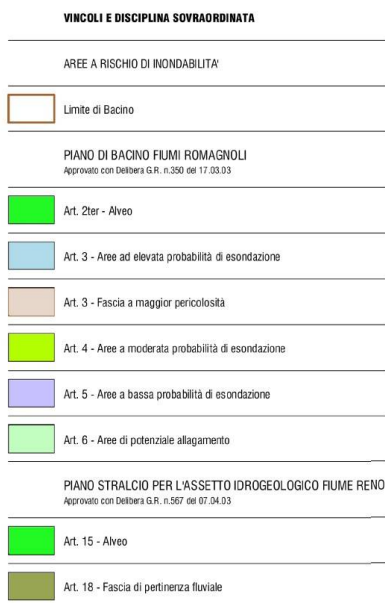 VINCOLI E DISCIPLINA SOVRAORDINATA
AREE A RISCHIO DI INONDABILITA'
Limite di Bacino
PIANO DI BACINO FIUMI ROMAGNOLI
Approvato con Delibera G.R. n.350 del 17.03.03
Art. 2ter - Alveo
Art. 3 - Aree ad elevata probabilità di esondazione
Art. 3 - Fascia a maggior pericolosità
Art. 4 - Aree a moderata probabilità di esondazione
Art. 5 - Aree a bassa probabilità di esondazione
Art. 6 - Aree di potenziale allagamento
PIANO STRALCIO PER L'ASSETTO IDROGEOLOGICO FIUME RENO
Approvato con Delibera G.R. n.567 del 07.04.03
Art. 15 - Alveo
Art. 18 - Fascia di pertinenza fluviale